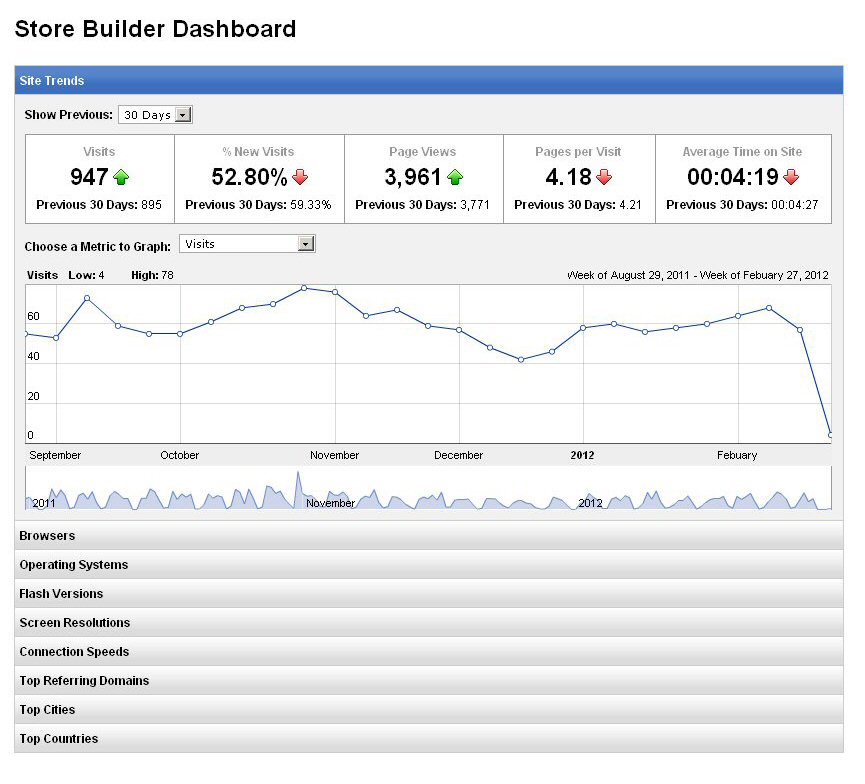 Store Builder Dashboard
Site Trends
Show Previous: 30 Days
Visits % New Visits Page Views Pages per Visit Average Time on Site
947 52.80% 3,961 4.18 00:04:19
Previous 30 Days: 895 Previous 30 Days: 59.33% Previous 30 Days: 3,771 Previous 30 Days: 4.21 Previous 30 Days: 00:04:27
Choose a Metric to Graph: Visits
Visits Low: 4 High: 78 Week of August 29, 2011 - Week of Febuary 27, 2012
60
40
20
0
September October November December 2012 Febuary
2011 November 2012
Browsers
Operating Systems
Flash Versions
Screen Resolutions
Connection Speeds
Top Referring Domains
Top Cities
Top Countries